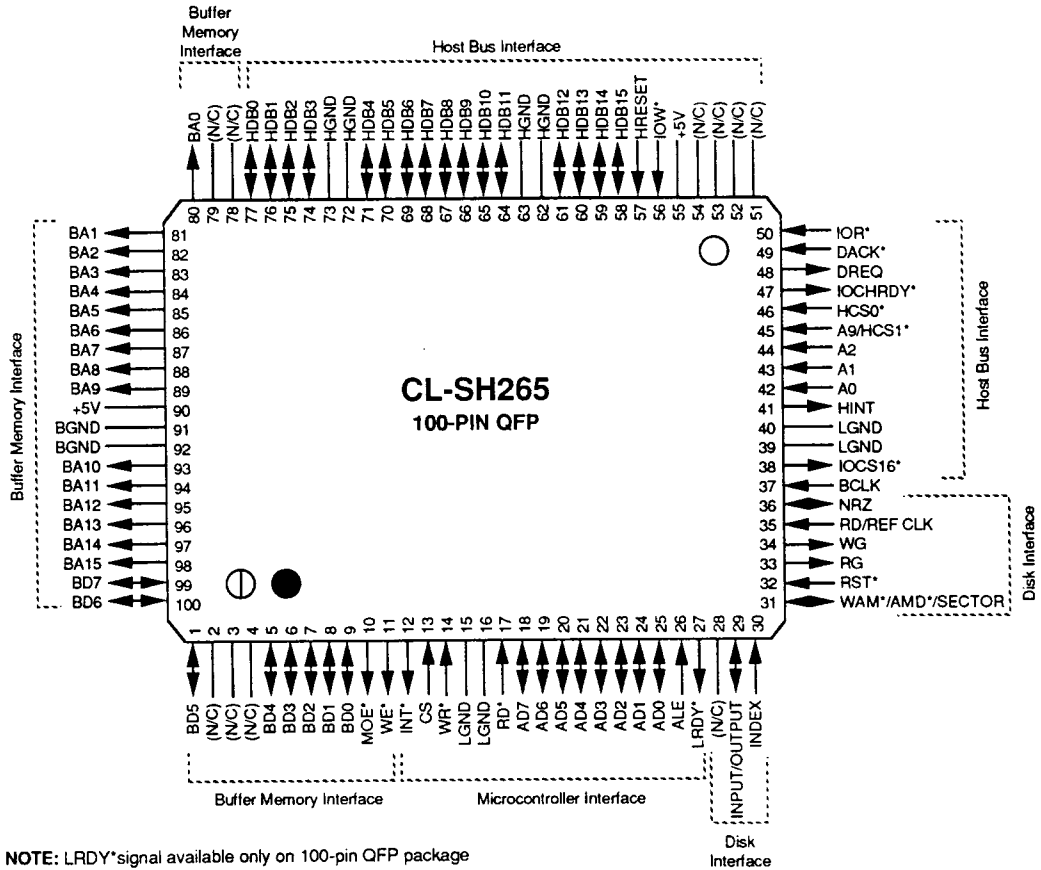 Buffer
Memory
Interface
Host Bus Interface
BA0
(N/C)
(N/C)
HDB0
HDB1
HDB2
HDB3
HGND
HGND
HDB4
HDB5
HDB6
HDB7
HDB8
HDB9
HDB10
HDB11
HGND
HGND
HDB12
HDB13
HDB14
HDB15
HRESET
IOW*
+5V
(N/C)
(N/C)
(N/C)
(N/C)
80 79 78 77 76 75 74 73 72 71 70 69 68 67 66 65 64 63 62 61 60 59 58 57 56 55 54 53 52 51
Buffer Memory Interface
BA1 81
BA2 82
BA3 83
BA4 84
BA5 85
BA6 86
BA7 87
BA8 88
BA9 89
+5V 90
BGND 91
BGND 92
BA10 93
BA11 94
BA12 95
BA13 96
BA14 97
BA15 98
BD7 99
BD6 100
CL-SH265
100-PIN QFP
50 IOR*
49 DACK*
48 DREQ
47 IOCHRDY*
46 HCS0*
45 A9/HCS1*
44 A2
43 A1
42 A0
41 HINT
40 LGND
39 LGND
38 IOCS16*
37 BCLK
36 NRZ
35 RD/REF CLK
34 WG
33 RG
32 RST*
31 WAM*/AMD*/SECTOR
Host Bus Interface
Disk Interface
1 2 3 4 5 6 7 8 9 10 11 12 13 14 15 16 17 18 19 20 21 22 23 24 25 26 27 28 29 30
BD5
(N/C)
(N/C)
(N/C)
BD4
BD3
BD2
BD1
BD0
MOE*
WE*
INT*
CS
WR*
LGND
LGND
RD*
AD7
AD6
AD5
AD4
AD3
AD2
AD1
AD0
ALE
LRDY*
(N/C)
INPUT/OUTPUT
INDEX
Buffer Memory Interface
Microcontroller Interface
Disk
Interface
NOTE: LRDY*signal available only on 100-pin QFP package